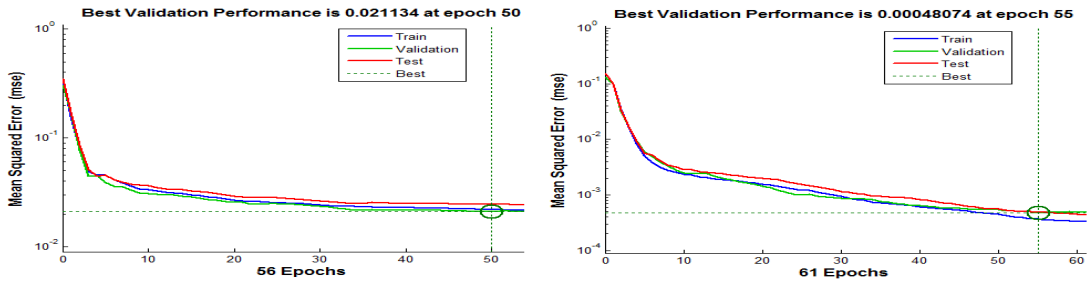 Best Validation Performance is 0.021134 at epoch 50
Mean Squared Error (mse)
10^0
10^-1
10^-2
Train
Validation
Test
Best
0 10 20 30 40 50
56 Epochs
Best Validation Performance is 0.00048074 at epoch 55
Mean Squared Error (mse)
10^0
10^-1
10^-2
10^-3
10^-4
Train
Validation
Test
Best
0 10 20 30 40 50 60
61 Epochs